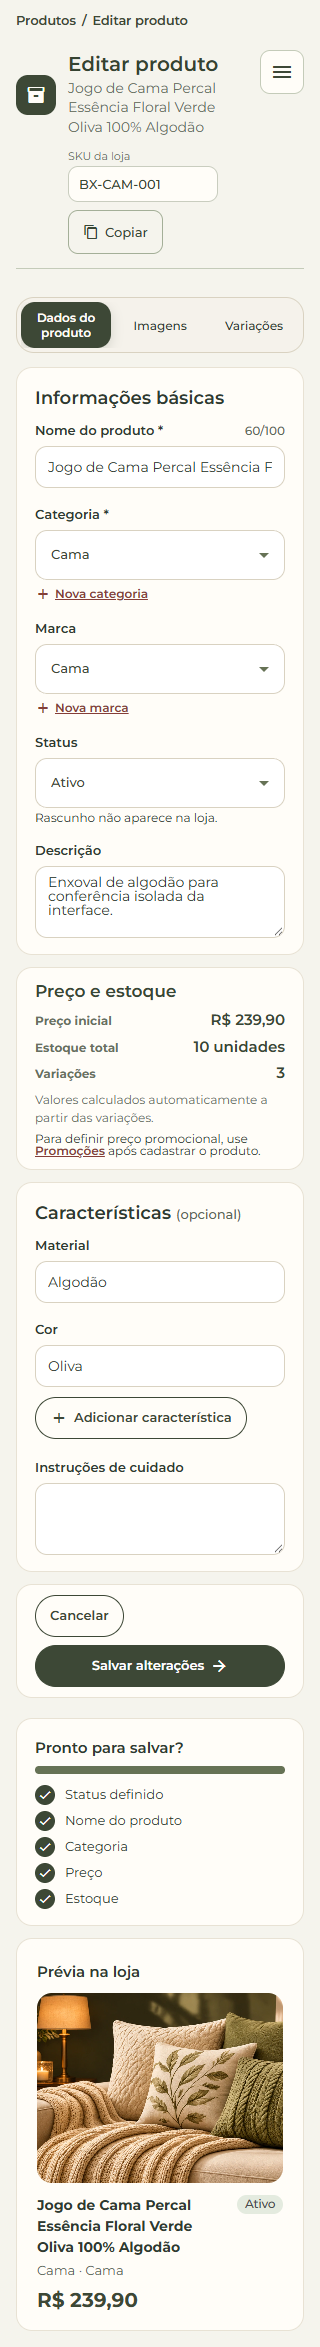 Produtos / Editar produto
Editar produto
Jogo de Cama Percal
Essência Floral Verde
Oliva 100% Algodão
SKU da loja
BX-CAM-001
Copiar
Dados do
produto
Imagens
Variações
Informações básicas
Nome do produto * 60/100
Jogo de Cama Percal Essência F
Categoria *
Cama
+ Nova categoria
Marca
Cama
+ Nova marca
Status
Ativo
Rascunho não aparece na loja.
Descrição
Enxoval de algodão para
conferência isolada da
interface.
Preço e estoque
Preço inicial R$ 239,90
Estoque total 10 unidades
Variações 3
Valores calculados automaticamente a
partir das variações.
Para definir preço promocional, use
Promoções após cadastrar o produto.
Características (opcional)
Material
Algodão
Cor
Oliva
+ Adicionar característica
Instruções de cuidado
Cancelar
Salvar alterações →
Pronto para salvar?
Status definido
Nome do produto
Categoria
Preço
Estoque
Prévia na loja
Jogo de Cama Percal Ativo
Essência Floral Verde
Oliva 100% Algodão
Cama · Cama
R$ 239,90